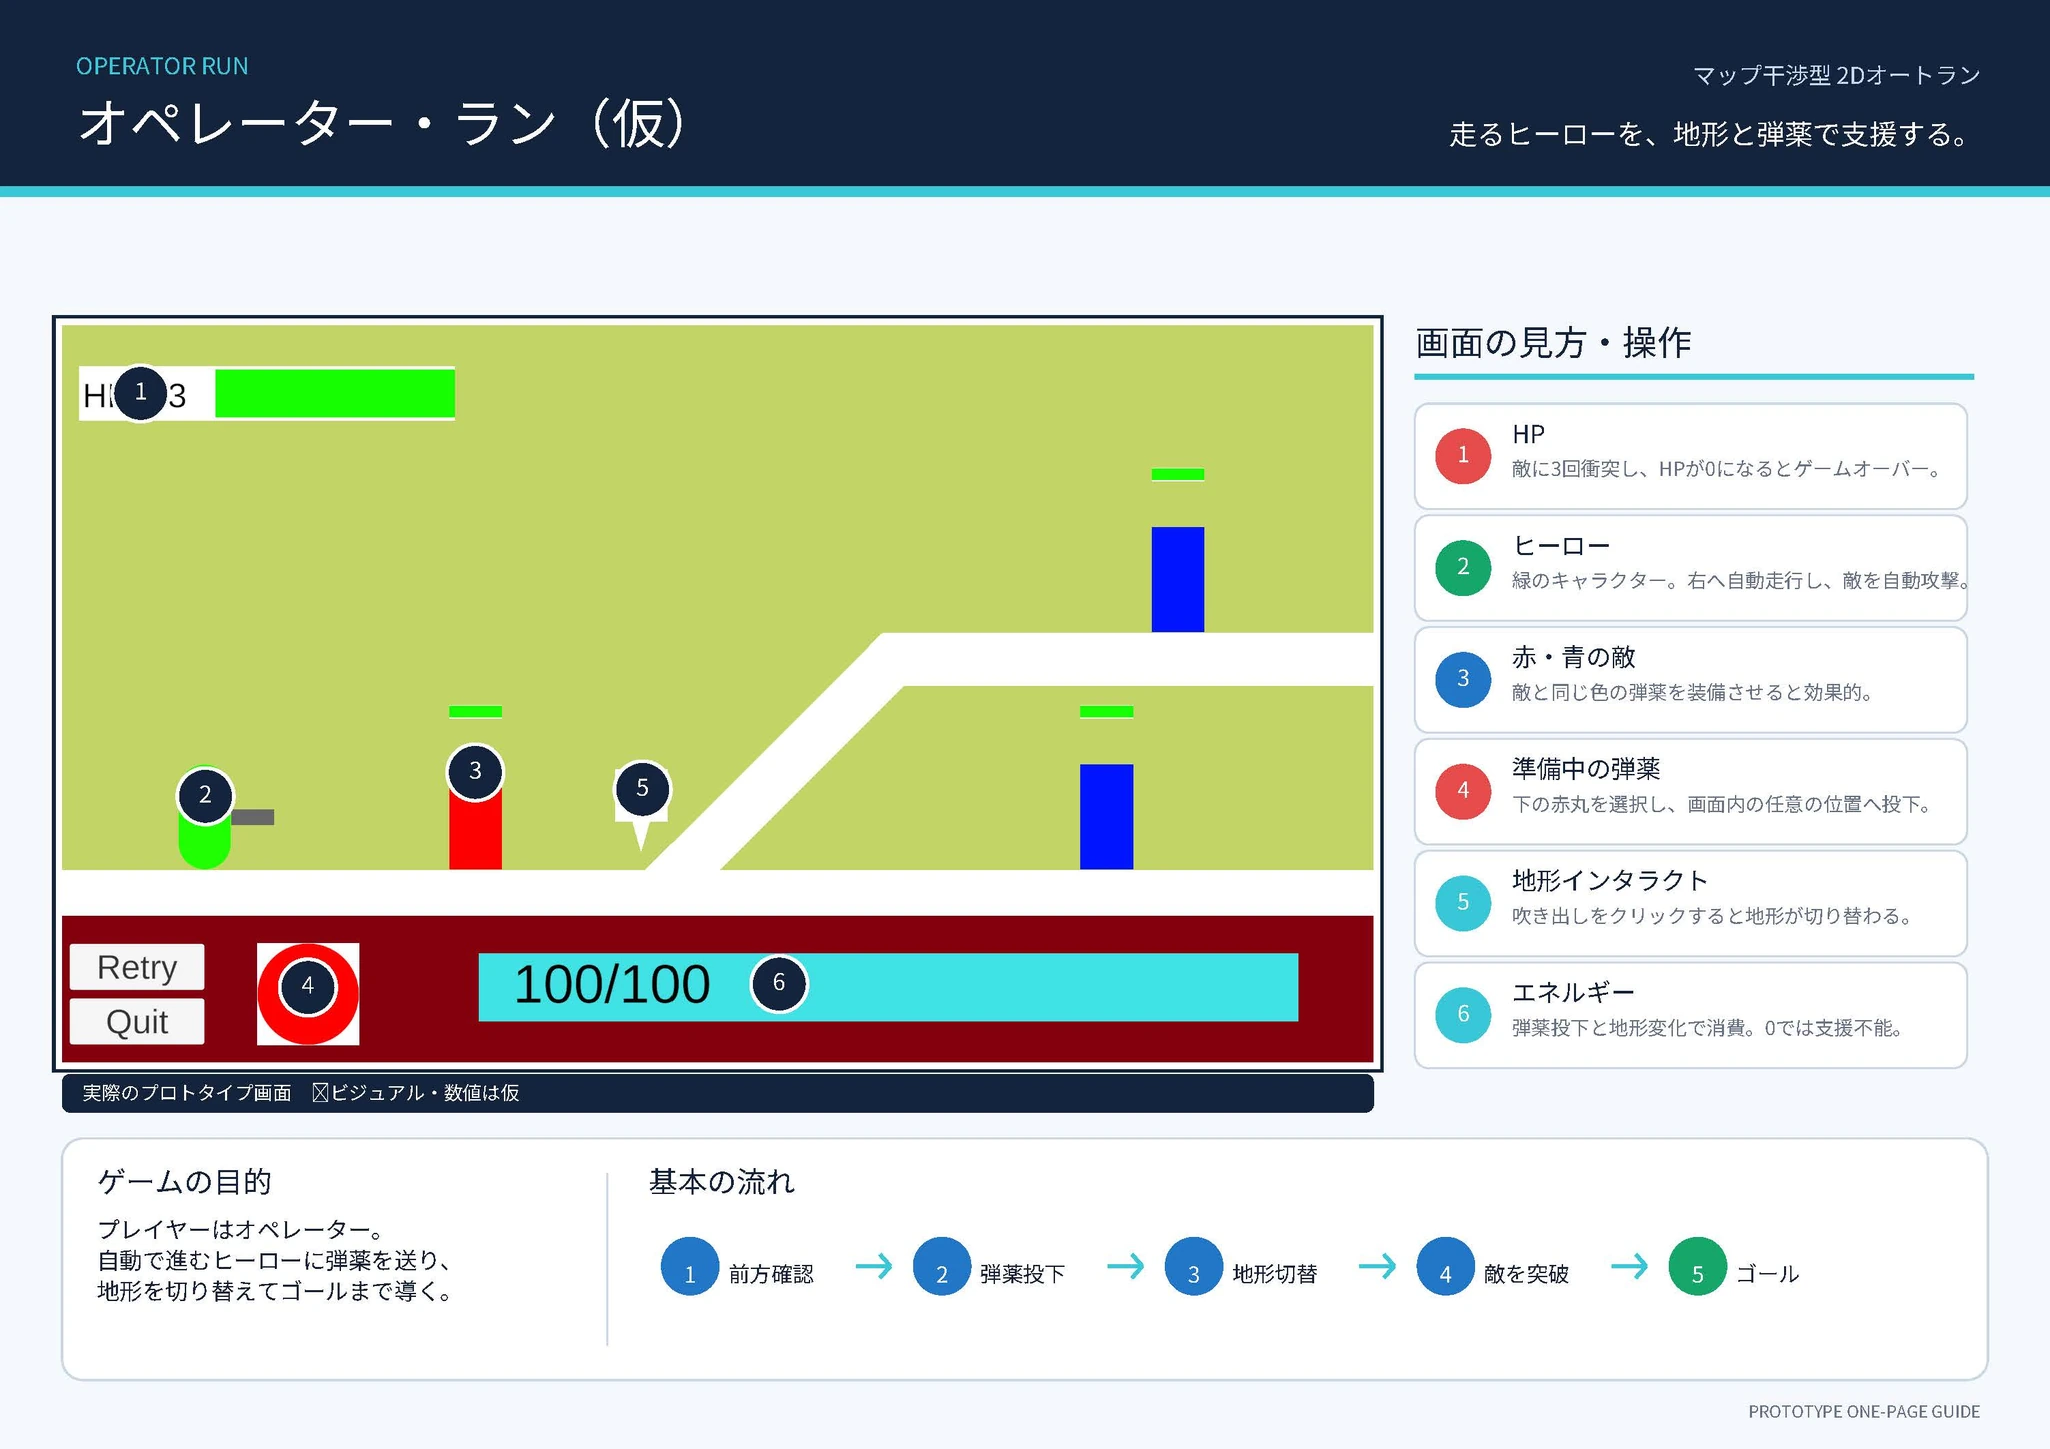 OPERATOR RUN
オペレーター・ラン（仮）
マップ干渉型 2Dオートラン
走るヒーローを、地形と弾薬で支援する。
1
3
2
3
5
Retry
Quit
4
100/100
6
実際のプロトタイプ画面 ビジュアル・数値は仮
画面の見方・操作
1
HP
敵に3回衝突し、HPが0になるとゲームオーバー。
2
ヒーロー
緑のキャラクター。右へ自動走行し、敵を自動攻撃。
3
赤・青の敵
敵と同じ色の弾薬を装備させると効果的。
4
準備中の弾薬
下の赤丸を選択し、画面内の任意の位置へ投下。
5
地形インタラクト
吹き出しをクリックすると地形が切り替わる。
6
エネルギー
弾薬投下と地形変化で消費。0では支援不能。
ゲームの目的
プレイヤーはオペレーター。
自動で進むヒーローに弾薬を送り、
地形を切り替えてゴールまで導く。
基本の流れ
1 前方確認 → 2 弾薬投下 → 3 地形切替 → 4 敵を突破 → 5 ゴール
PROTOTYPE ONE-PAGE GUIDE